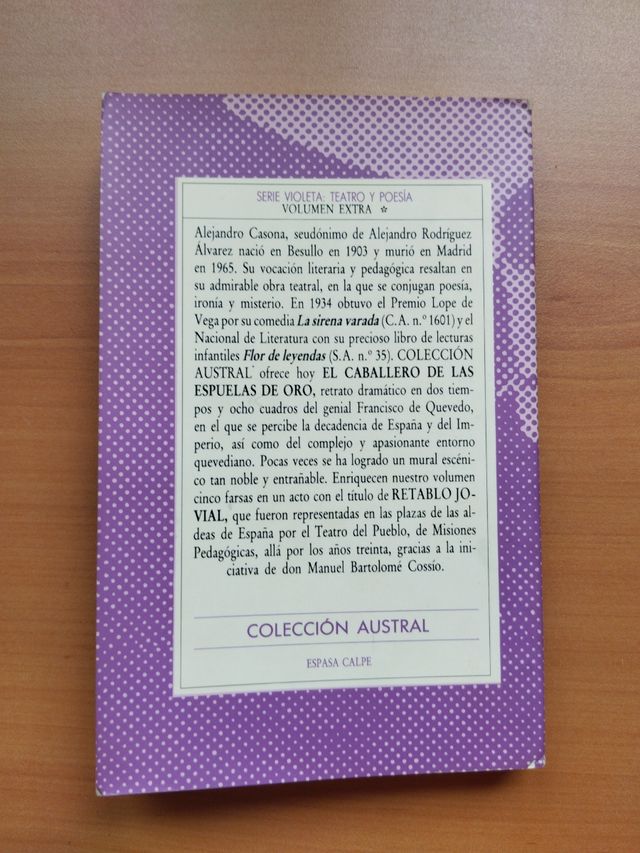 SERIE VIOLETA: TEATRO Y POESÍA
VOLUMEN EXTRA *
Alejandro Casona, seudónimo de Alejandro Rodríguez
Álvarez nació en Besullo en 1903 y murió en Madrid
en 1965. Su vocación literaria y pedagógica resaltan en
su admirable obra teatral, en la que se conjugan poesía,
ironía y misterio. En 1934 obtuvo el Premio Lope de
Vega por su comedia La sirena varada (C.A. n.º 1601) y el
Nacional de Literatura con su precioso libro de lecturas
infantiles Flor de leyendas (S.A. n.º 35). COLECCIÓN
AUSTRAL ofrece hoy EL CABALLERO DE LAS
ESPUELAS DE ORO, retrato dramático en dos tiem-
pos y ocho cuadros del genial Francisco de Quevedo,
en el que se percibe la decadencia de España y del Im-
perio, así como del complejo y apasionante entorno
quevediano. Pocas veces se ha logrado un mural escéni-
co tan noble y entrañable. Enriquecen nuestro volumen
cinco farsas en un acto con el título de RETABLO JO-
VIAL, que fueron representadas en las plazas de las al-
deas de España por el Teatro del Pueblo, de Misiones
Pedagógicas, allá por los años treinta, gracias a la ini-
ciativa de don Manuel Bartolomé Cossío.
COLECCIÓN AUSTRAL
ESPASA CALPE